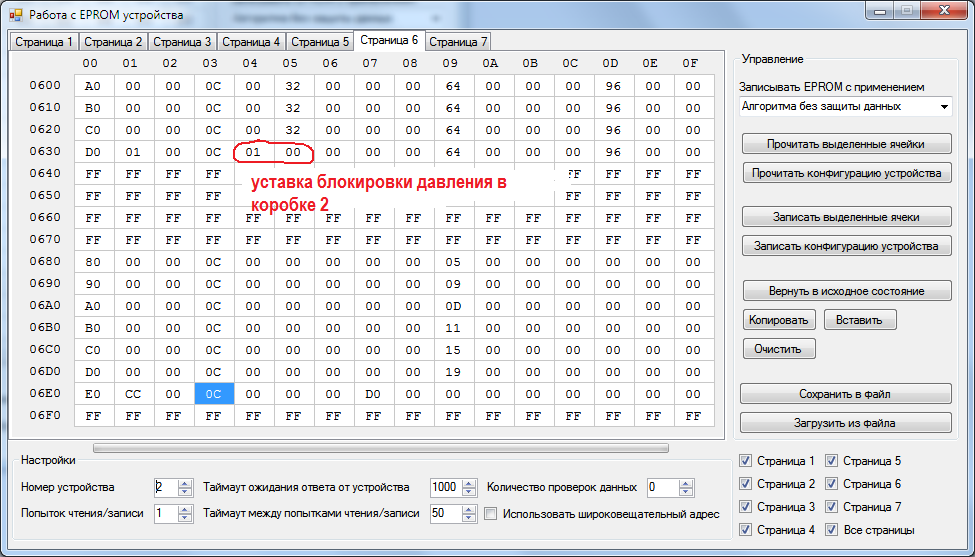 Работа с EPROM устройства
Страница 1 Страница 2 Страница 3 Страница 4 Страница 5 Страница 6 Страница 7
00 01 02 03 04 05 06 07 08 09 0A 0B 0C 0D 0E 0F
0600 A0 00 00 0C 00 32 00 00 00 64 00 00 00 96 00 00
0610 B0 00 00 0C 00 32 00 00 00 64 00 00 00 96 00 00
0620 C0 00 00 0C 00 32 00 00 00 64 00 00 00 96 00 00
0630 D0 01 00 0C 01 00 00 00 00 64 00 00 00 96 00 00
0640 FF FF FF FF FF FF FF FF
уставка блокировки давления в
0650 FF FF FF FF FF FF FF FF
коробке 2
0660 FF FF FF FF FF FF FF FF FF FF FF FF FF FF FF FF
0670 FF FF FF FF FF FF FF FF FF FF FF FF FF FF FF FF
0680 80 00 00 0C 00 00 00 00 00 05 00 00 00 00 00 00
0690 90 00 00 0C 00 00 00 00 00 09 00 00 00 00 00 00
06A0 A0 00 00 0C 00 00 00 00 00 0D 00 00 00 00 00 00
06B0 B0 00 00 0C 00 00 00 00 00 11 00 00 00 00 00 00
06C0 C0 00 00 0C 00 00 00 00 00 15 00 00 00 00 00 00
06D0 D0 00 00 0C 00 00 00 00 00 19 00 00 00 00 00 00
06E0 E0 CC 00 0C 00 00 00 D0 00 00 00 00 00 00 00 00
06F0 FF FF FF FF FF FF FF FF FF FF FF FF FF FF FF FF
Управление
Записывать EPROM с применением
Алгоритма без защиты данных
Прочитать выделенные ячейки
Прочитать конфигурацию устройства
Записать выделенные ячеки
Записать конфигурацию устройства
Вернуть в исходное состояние
Копировать Вставить
Очистить
Сохранить в файл
Загрузить из файла
Настройки
Номер устройства 2 Таймаут ожидания ответа от устройства 1000 Количество проверок данных 0
Попыток чтения/записи 1 Таймаут между попытками чтения/записи 50 Использовать широковещательный адрес
Страница 1 Страница 5
Страница 2 Страница 6
Страница 3 Страница 7
Страница 4 Все страницы